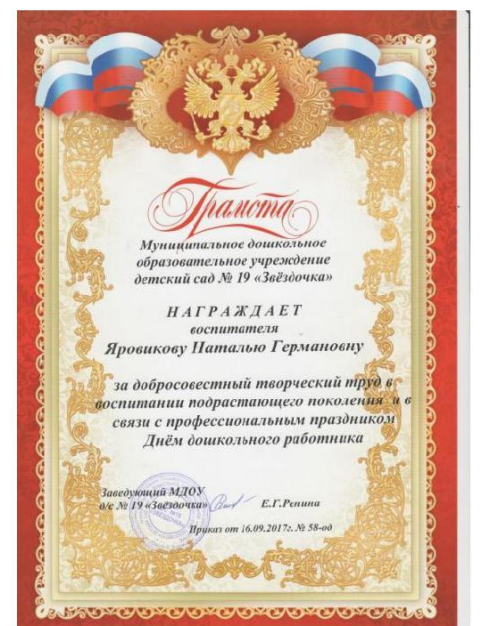 Грамота
Муниципальное дошкольное
образовательное учреждение
детский сад № 19 «Звёздочка»
НАГРАЖДАЕТ
воспитателя
Яровикову Наталью Германовну
за добросовестный творческий труд в
воспитании подрастающего поколения и в
связи с профессиональным праздником
Днём дошкольного работника
Заведующий МДОУ
д/с № 19 «Звёздочка» Е.Г.Репина
Приказ от 16.09.2017г. № 58-од